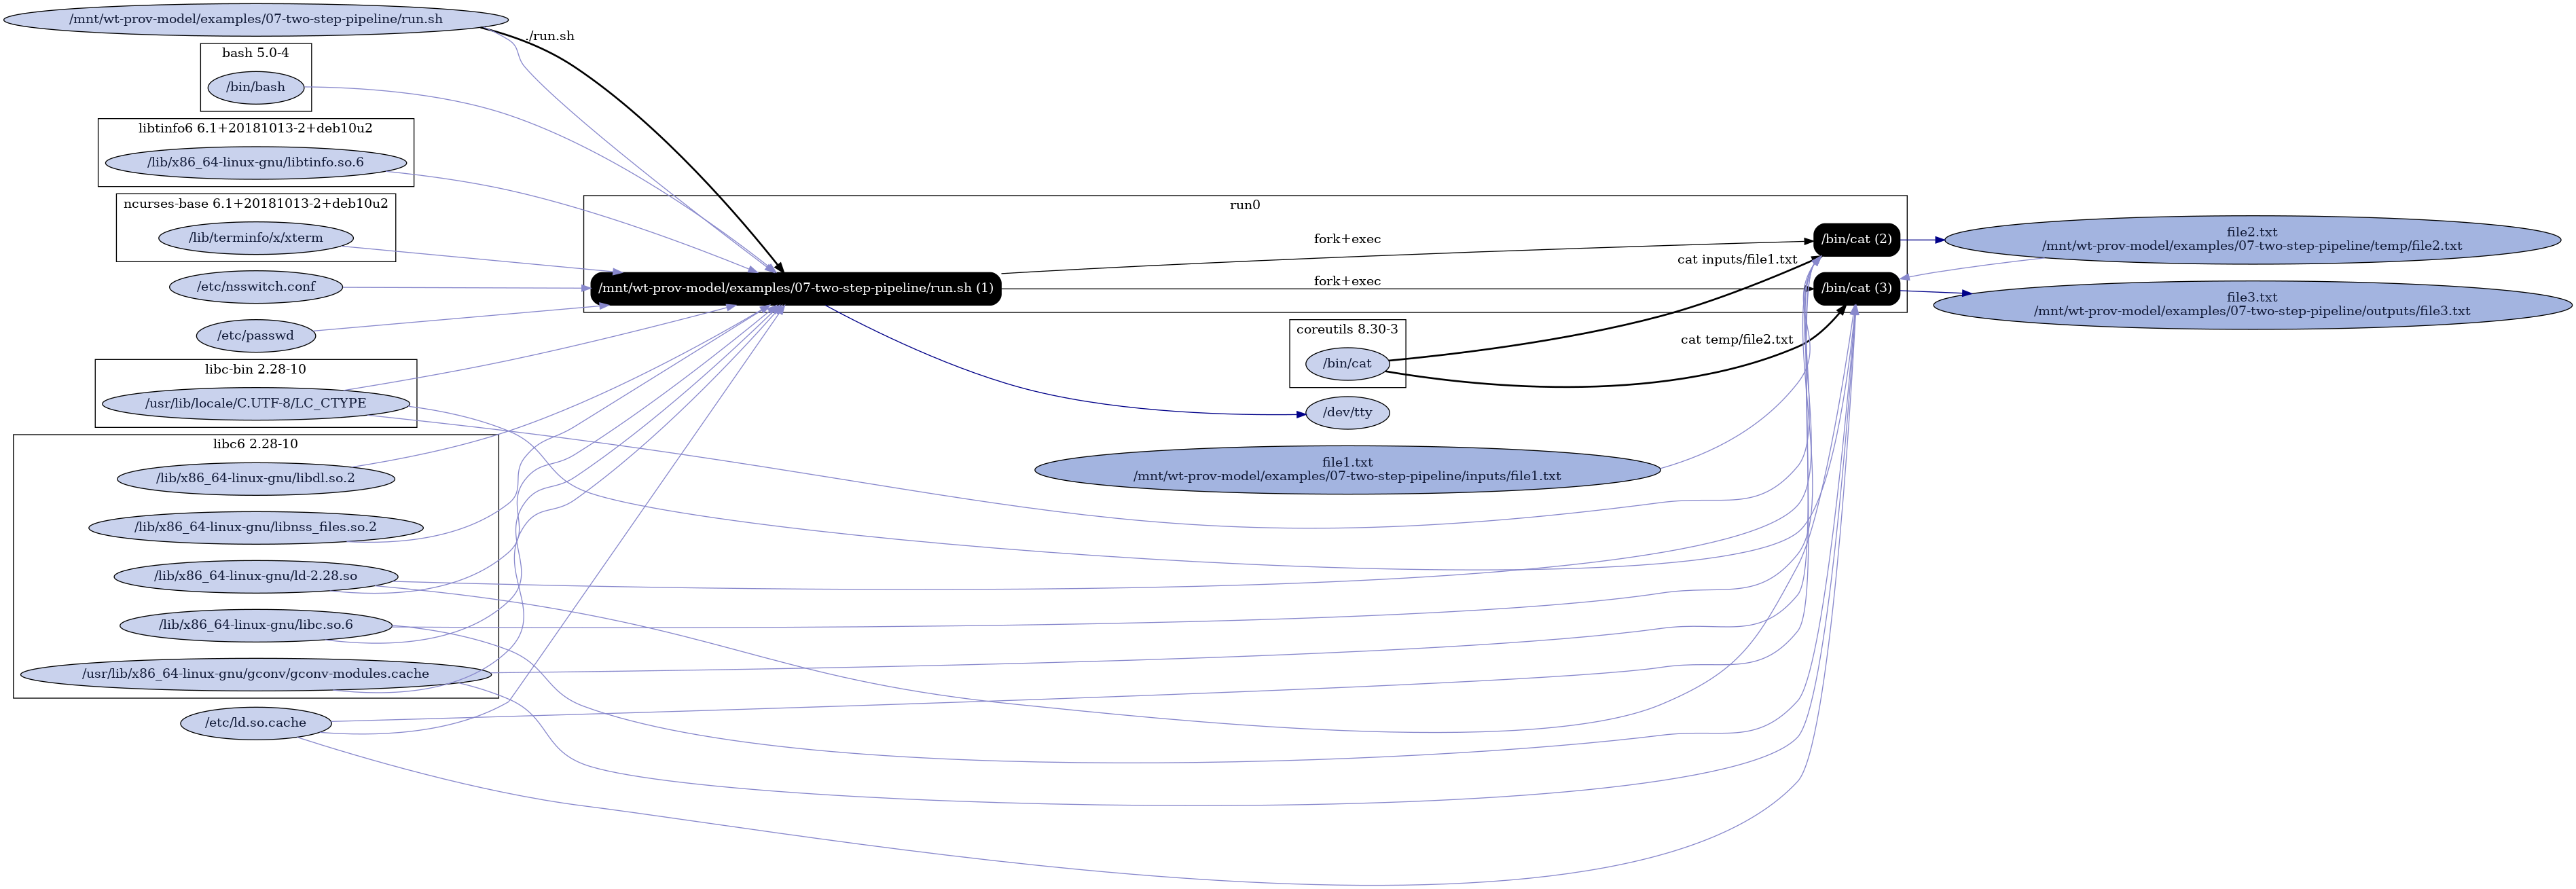 /mnt/wt-prov-model/examples/07-two-step-pipeline/run.sh
./run.sh
bash 5.0-4
/bin/bash
libtinfo6 6.1+20181013-2+deb10u2
/lib/x86_64-linux-gnu/libtinfo.so.6
ncurses-base 6.1+20181013-2+deb10u2
/lib/terminfo/x/xterm
/etc/nsswitch.conf
/etc/passwd
libc-bin 2.28-10
/usr/lib/locale/C.UTF-8/LC_CTYPE
libc6 2.28-10
/lib/x86_64-linux-gnu/libdl.so.2
/lib/x86_64-linux-gnu/libnss_files.so.2
/lib/x86_64-linux-gnu/ld-2.28.so
/lib/x86_64-linux-gnu/libc.so.6
/usr/lib/x86_64-linux-gnu/gconv/gconv-modules.cache
/etc/ld.so.cache
run0
/mnt/wt-prov-model/examples/07-two-step-pipeline/run.sh (1)
fork+exec
fork+exec
/bin/cat (2)
/bin/cat (3)
cat inputs/file1.txt
cat temp/file2.txt
coreutils 8.30-3
/bin/cat
/dev/tty
file1.txt
/mnt/wt-prov-model/examples/07-two-step-pipeline/inputs/file1.txt
file2.txt
/mnt/wt-prov-model/examples/07-two-step-pipeline/temp/file2.txt
file3.txt
/mnt/wt-prov-model/examples/07-two-step-pipeline/outputs/file3.txt